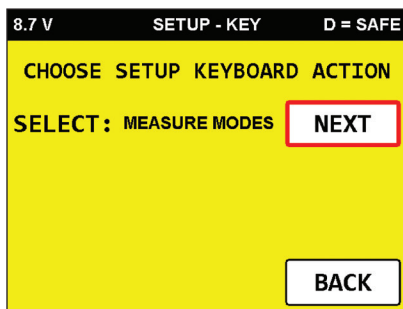 8.7 V SETUP - KEY D = SAFE
CHOOSE SETUP KEYBOARD ACTION
SELECT: MEASURE MODES NEXT
BACK